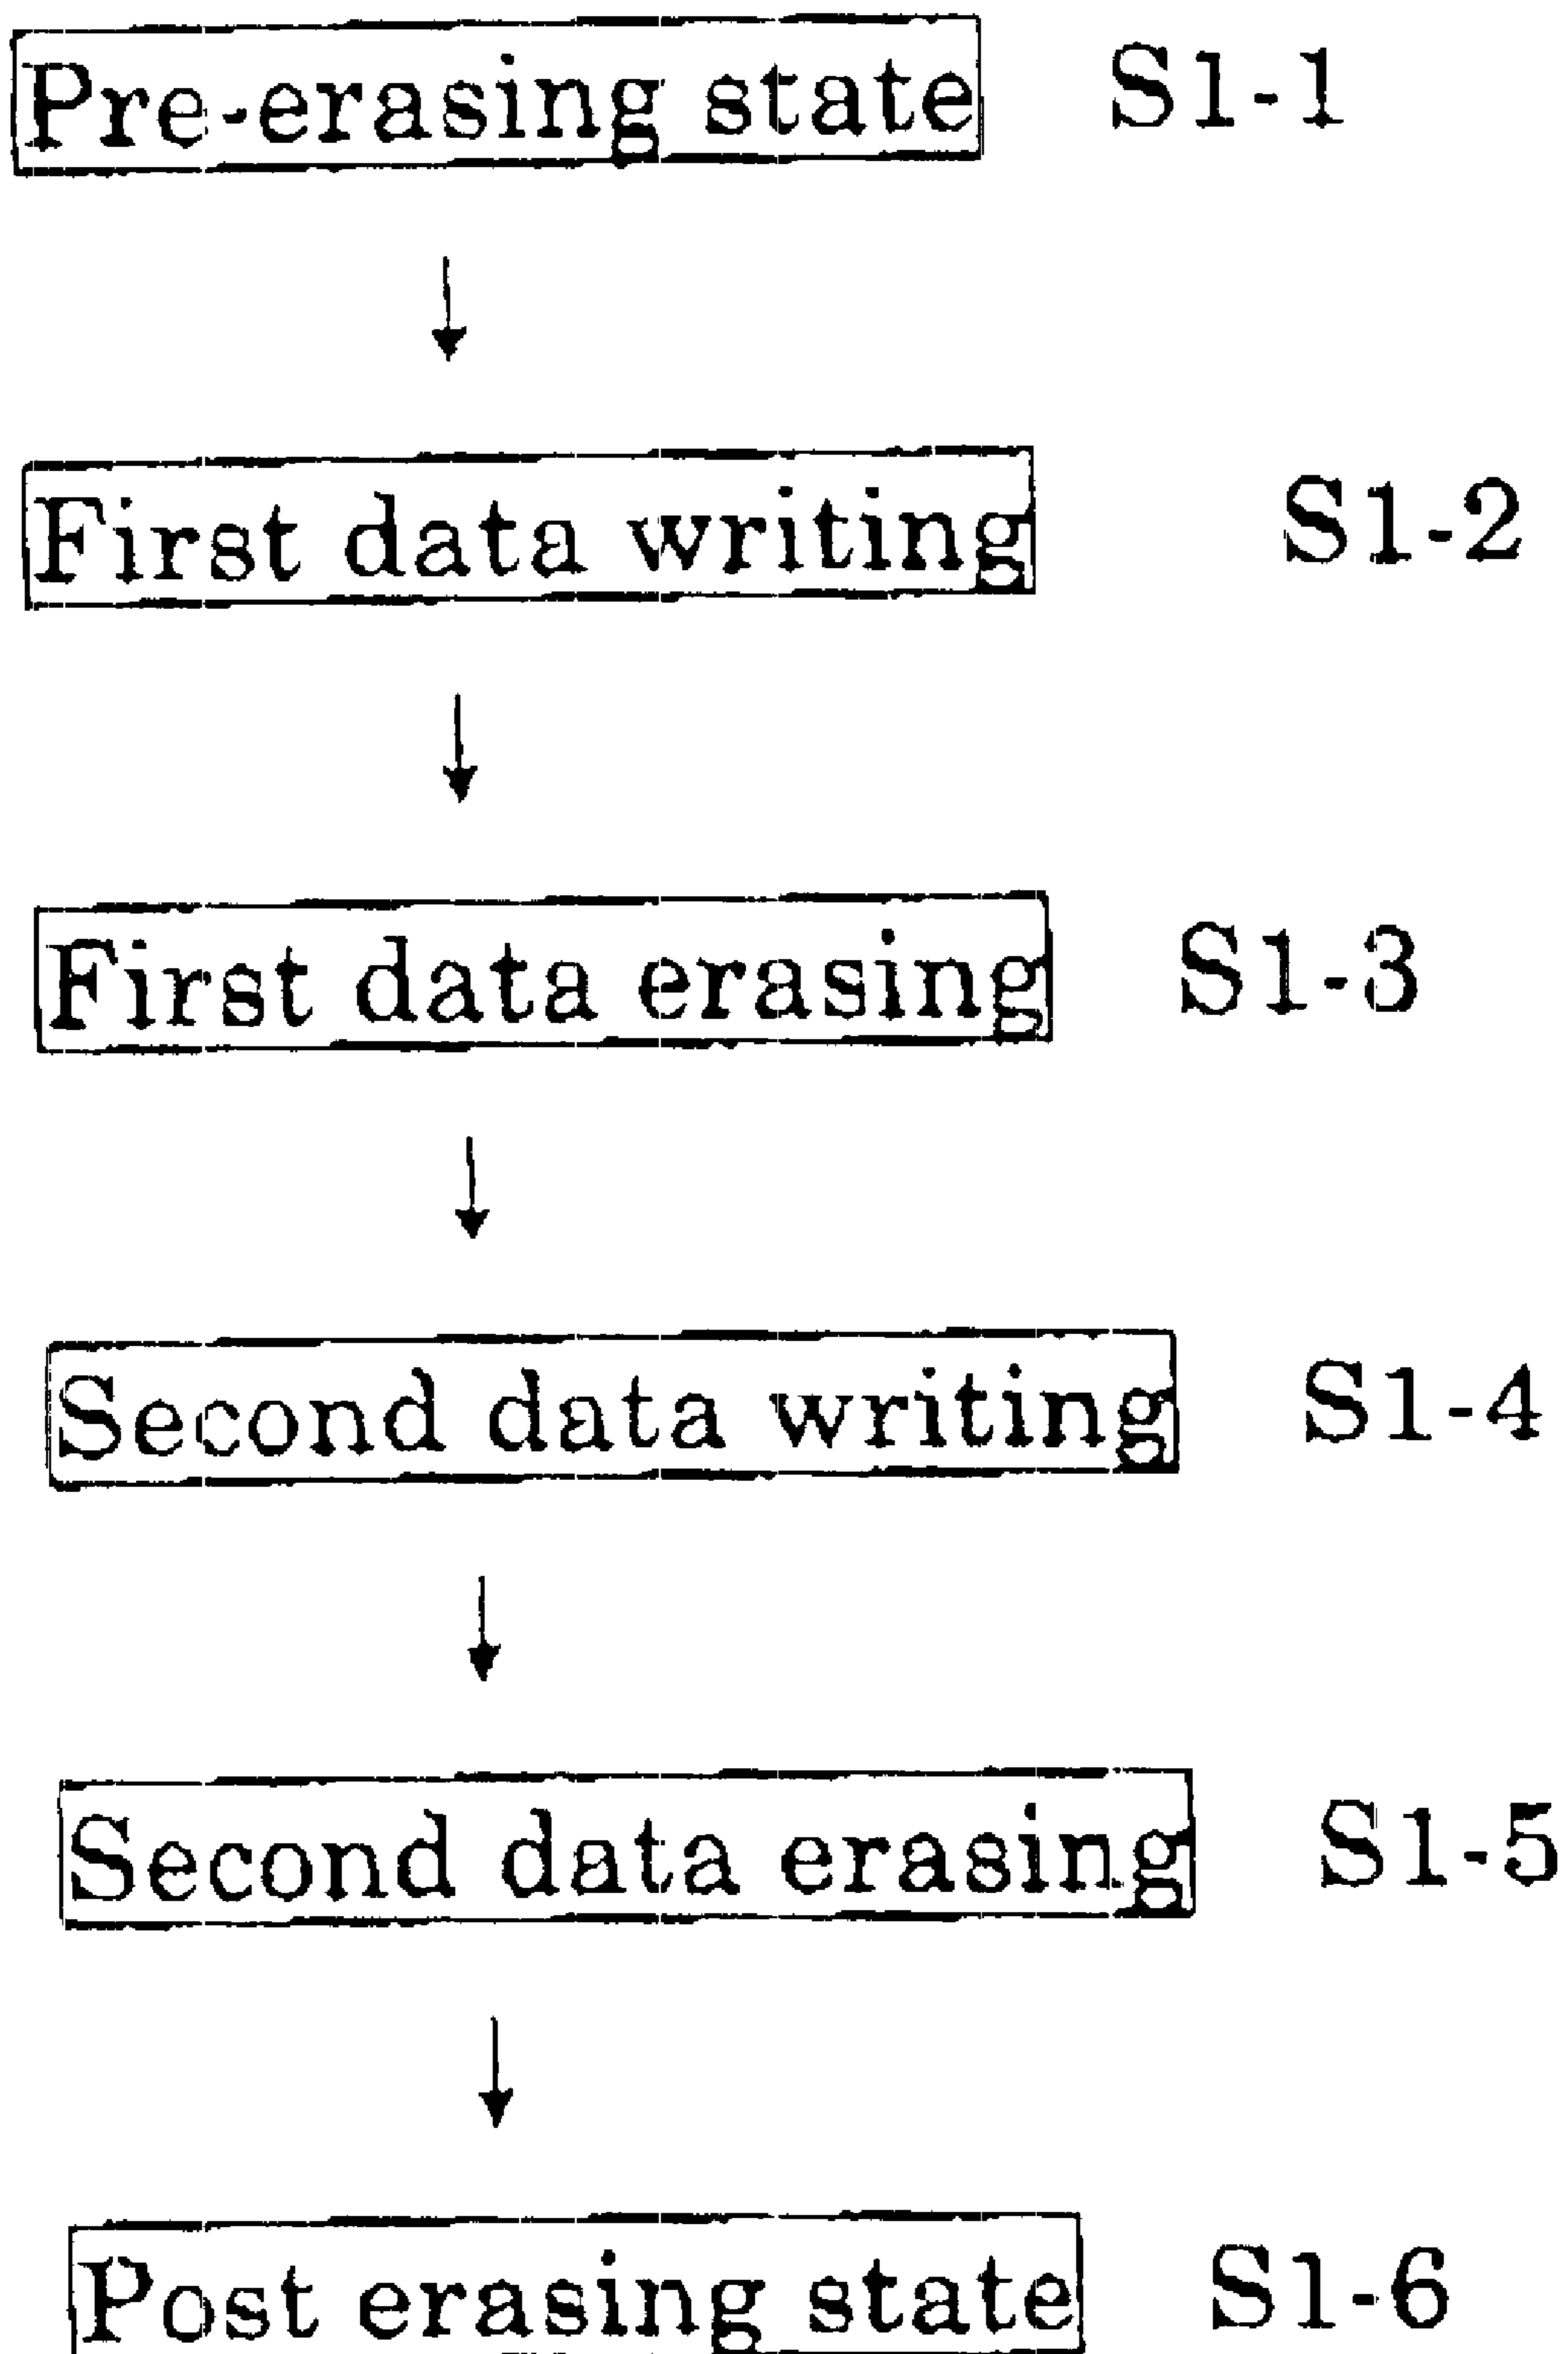 Pre-erasing state S1-1
First data writing S1-2
First data erasing S1-3
Second data writing S1-4
Second data erasing S1-5
Post erasing state S1-6